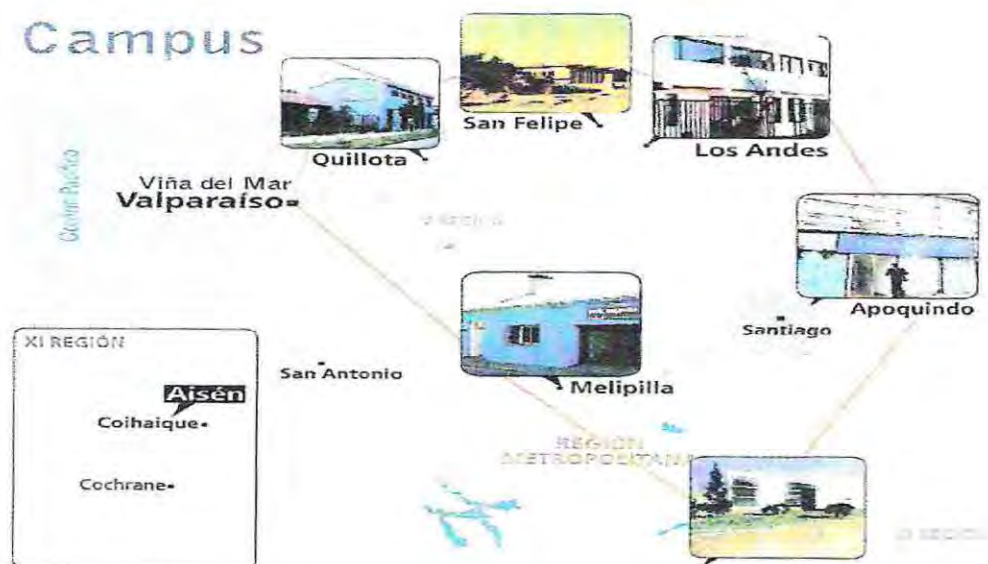 Campus
San Felipe
Los Andes
Quillota
Viña del Mar
Valparaíso
Apoquindo
Santiago
XI REGIÓN
Aisén
Coihaique
Cochrane
San Antonio
Melipilla
REGIÓN
METROPOLITANA